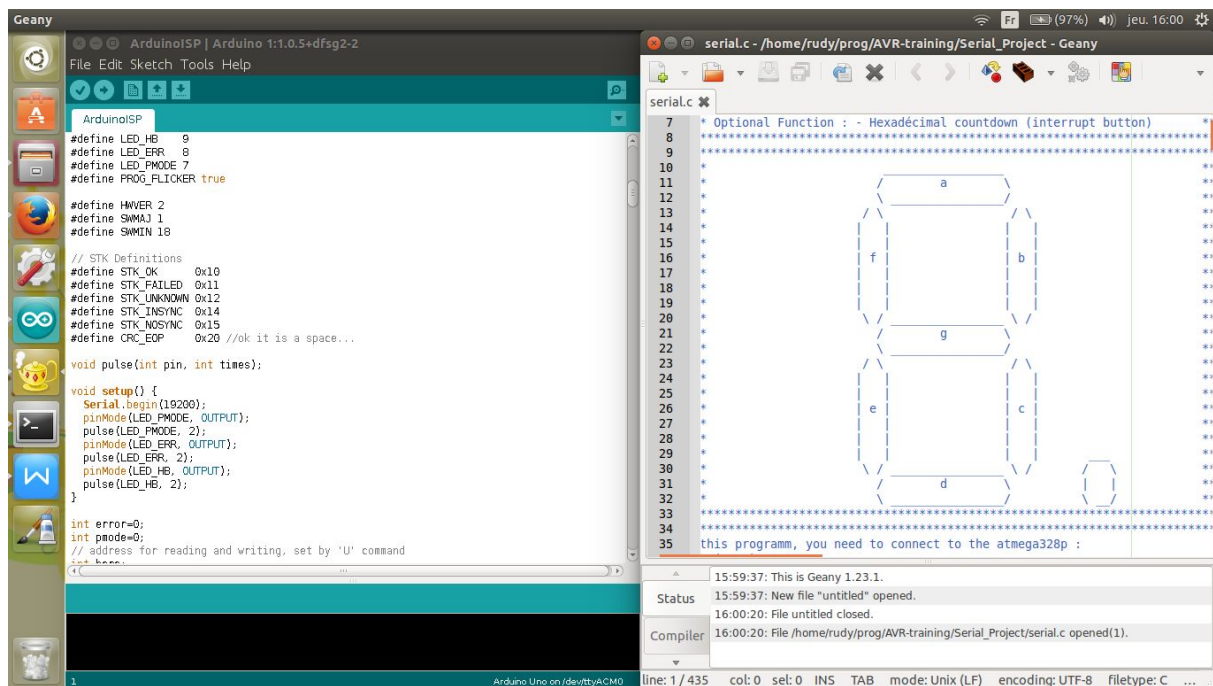 Geany
Fr
(97%)
jeu. 16:00
ArduinoISP | Arduino 1:1.0.5+dfsg2-2
File Edit Sketch Tools Help
ArduinoISP
#define LED_HB 9
#define LED_ERR 8
#define LED_PMODE 7
#define PROG_FLICKER true
#define HWVER 2
#define SWMAJ 1
#define SWMIN 18
// STK Definitions
#define STK_OK 0x10
#define STK_FAILED 0x11
#define STK_UNKNOWN 0x12
#define STK_INSYNC 0x14
#define STK_NOSYNC 0x15
#define CRC_EOP 0x20 //ok it is a space...
void pulse(int pin, int times);
void setup() {
Serial.begin(19200);
pinMode(LED_PMODE, OUTPUT);
pulse(LED_PMODE, 2);
pinMode(LED_ERR, OUTPUT);
pulse(LED_ERR, 2);
pinMode(LED_HB, OUTPUT);
pulse(LED_HB, 2);
}
int error=0;
int pmode=0;
// address for reading and writing, set by 'U' command
1
Arduino Uno on /dev/ttyACM0
serial.c - /home/rudy/prog/AVR-training/Serial_Project - Geany
serial.c
7 * Optional Function : - Hexadécimal countdown (interrupt button) *
8
9
10
11 a
12
13
14
15
16 f b
17
18
19
20
21 g
22
23
24
25
26 e c
27
28
29
30
31 d
32
33
34
35 this programm, you need to connect to the atmega328p :
Status
Compiler
15:59:37: This is Geany 1.23.1.
15:59:37: New file "untitled" opened.
16:00:20: File untitled closed.
16:00:20: File /home/rudy/prog/AVR-training/Serial_Project/serial.c opened(1).
line: 1 / 435 col: 0 sel: 0 INS TAB mode: Unix (LF) encoding: UTF-8 filetype: C ...